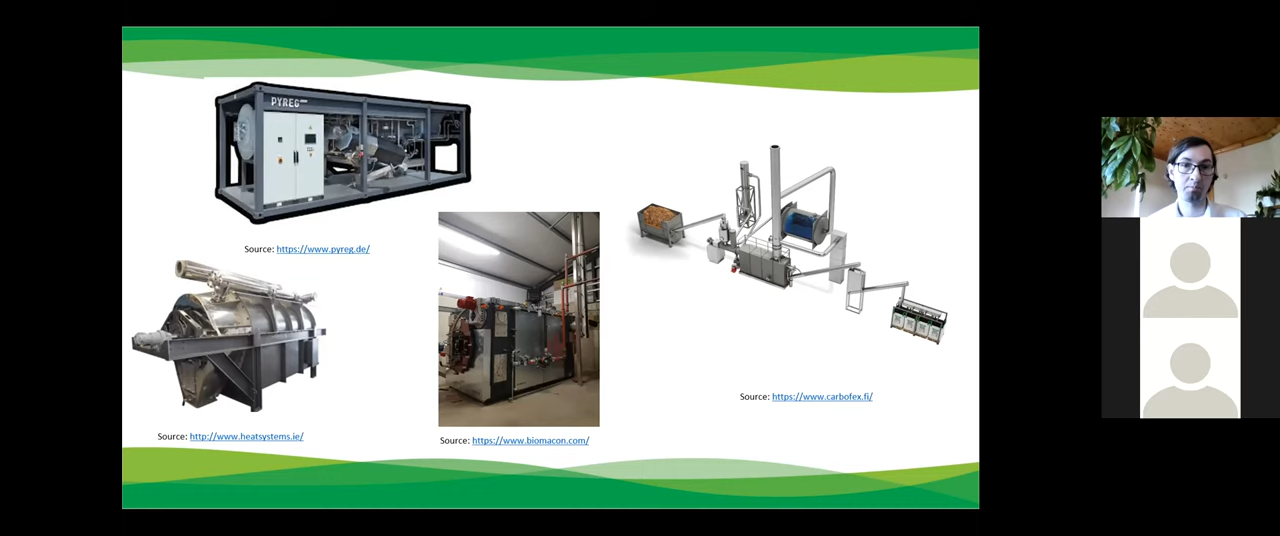 PYREG
Source: https://www.pyreg.de/
Source: http://www.heatsystems.ie/
Source: https://www.biomacon.com/
Source: https://www.carbofex.fi/